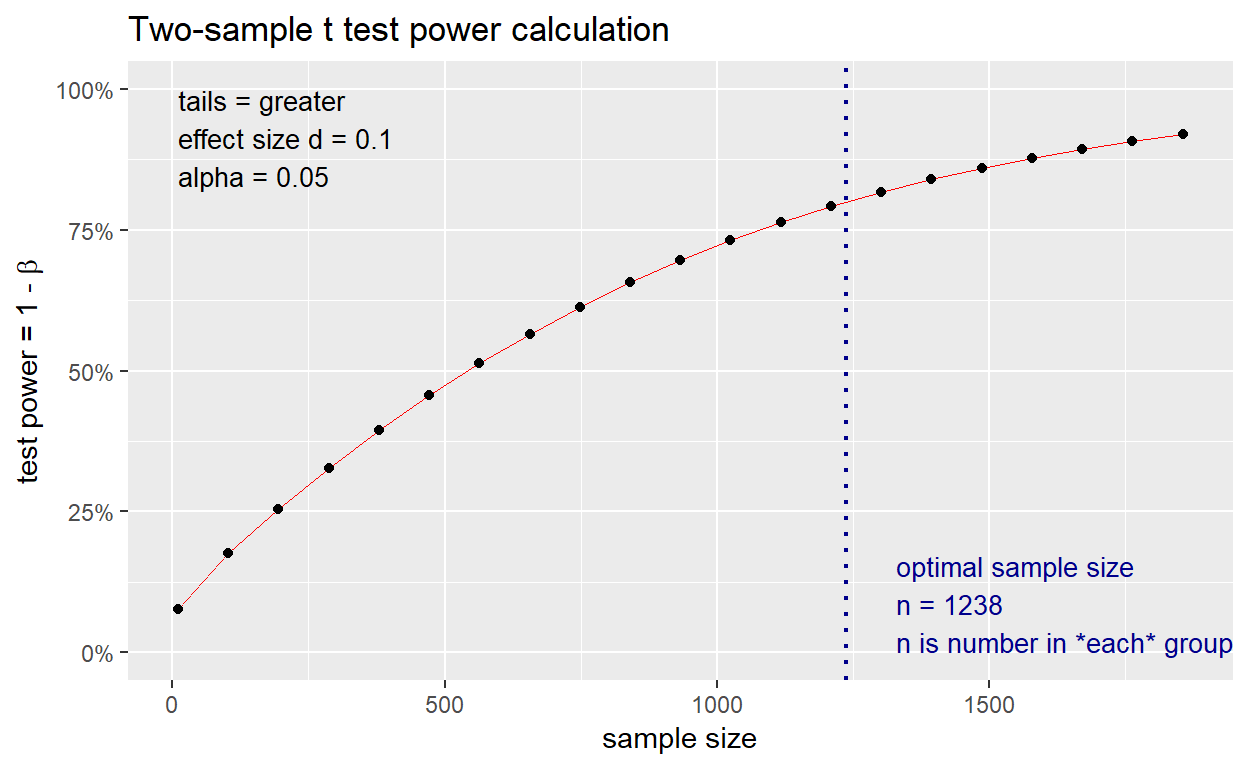 Two-sample t test power calculation
100%
75%
50%
25%
0%
test power = 1 - β
tails = greater
effect size d = 0.1
alpha = 0.05
optimal sample size
n = 1238
n is number in *each* group
0
500
1000
1500
sample size